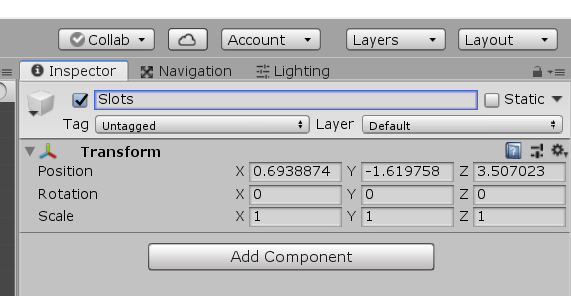 Collab Account Layers Layout
Inspector Navigation Lighting
Slots Static
Tag Untagged Layer Default
Transform
Position X 0.6938874 Y -1.619758 Z 3.507023
Rotation X 0 Y 0 Z 0
Scale X 1 Y 1 Z 1
Add Component